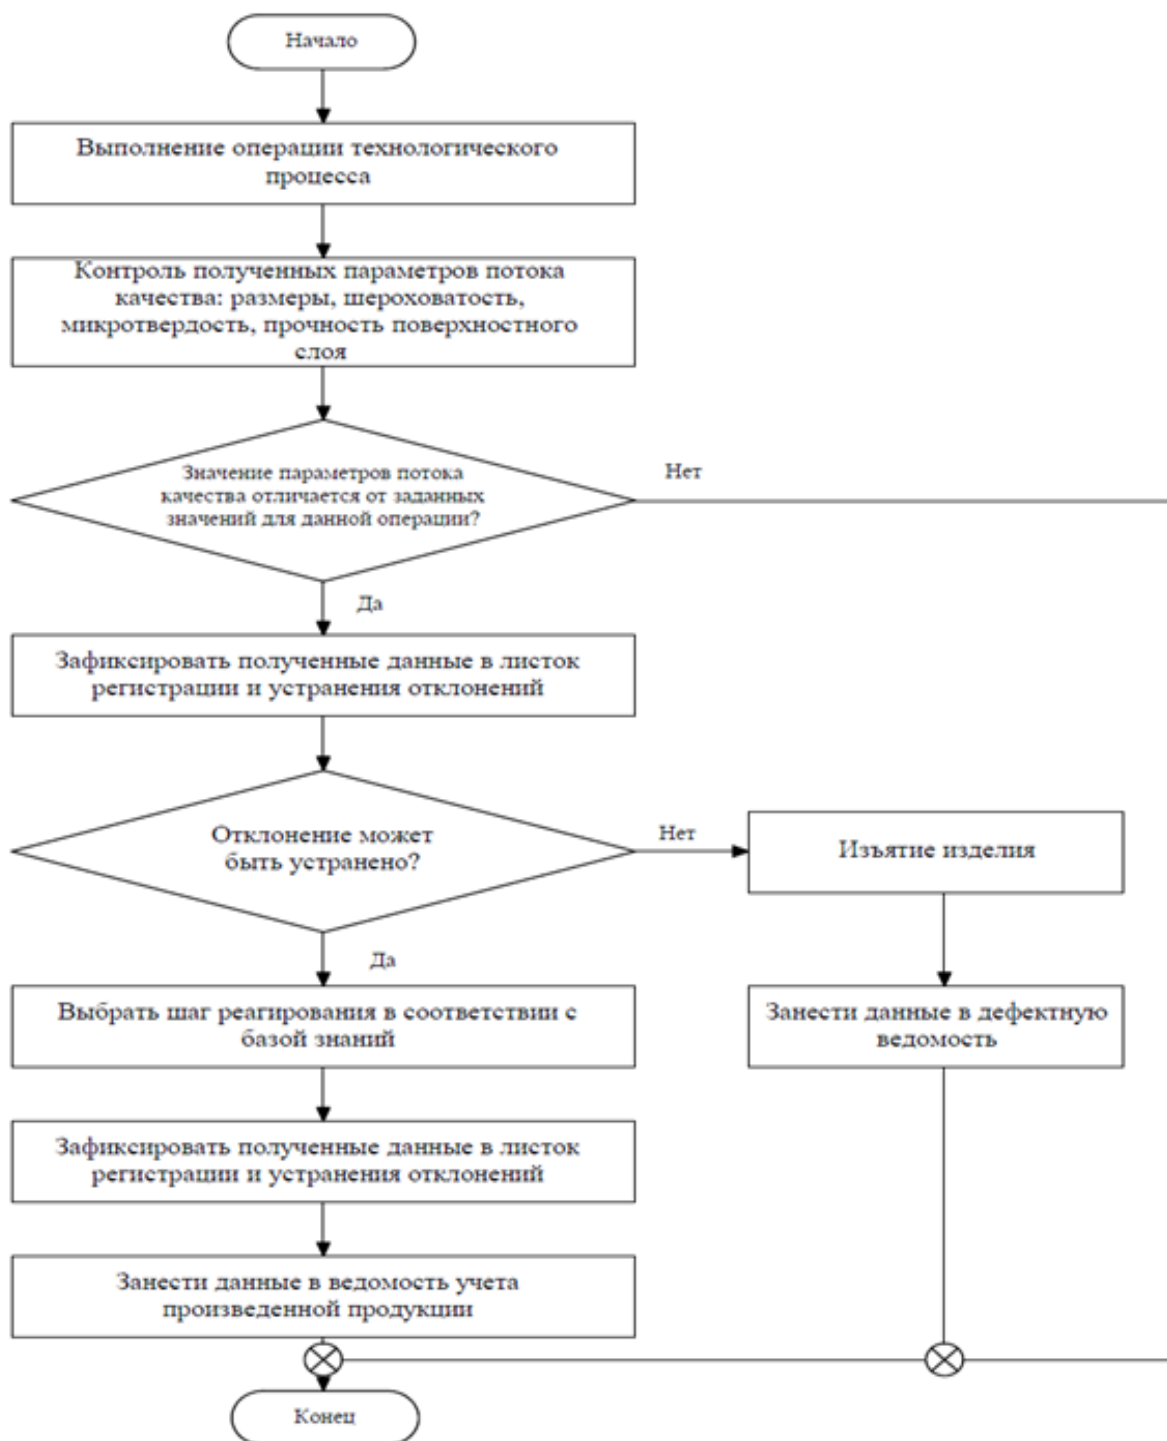 Начало
Выполнение операции технологического
процесса
Контроль полученных параметров потока
качества: размеры, шероховатость,
микротвердость, прочность поверхностного
слоя
Значение параметров потока
качества отличается от заданных
значений для данной операции?
Нет
Да
Зафиксировать полученные данные в листок
регистрации и устранения отклонений
Отклонение может
быть устранено?
Нет
Изъятие изделия
Да
Выбрать шаг реагирования в соответствии с
базой знаний
Занести данные в дефектную
ведомость
Зафиксировать полученные данные в листок
регистрации и устранения отклонений
Занести данные в ведомость учета
произведенной продукции
Конец